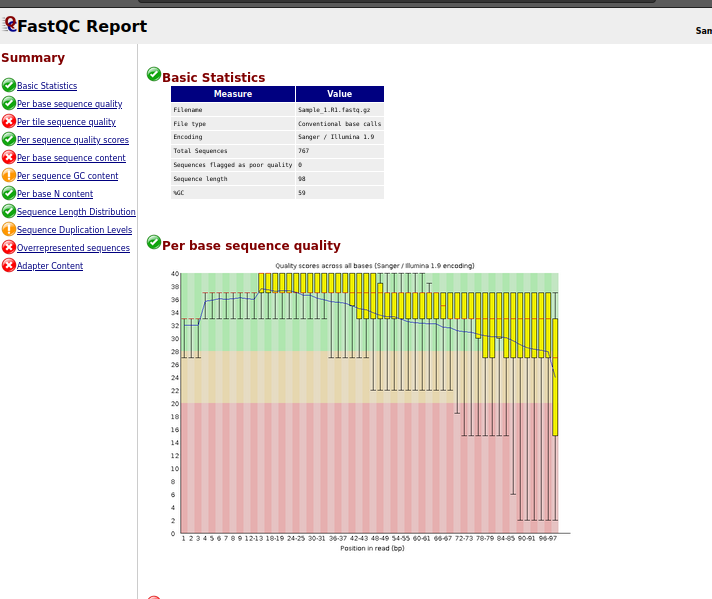 FastQC Report
Sam
Summary
Basic Statistics
Per base sequence quality
Per tile sequence quality
Per sequence quality scores
Per base sequence content
Per sequence GC content
Per base N content
Sequence Length Distribution
Sequence Duplication Levels
Overrepresented sequences
Adapter Content
Basic Statistics
Measure Value
Filename Sample_1.R1.fastq.gz
File type Conventional base calls
Encoding Sanger / Illumina 1.9
Total Sequences 767
Sequences flagged as poor quality 0
Sequence length 98
%GC 59
Per base sequence quality
Quality scores across all bases (Sanger / Illumina 1.9 encoding)
40
38
36
34
32
30
28
26
24
22
20
18
16
14
12
10
8
6
4
2
0
1 2 3 4 5 6 7 8 9 12-13 18-19 24-25 30-31 36-37 42-43 48-49 54-55 60-61 66-67 72-73 78-79 84-85 90-91 96-97
Position in read (bp)